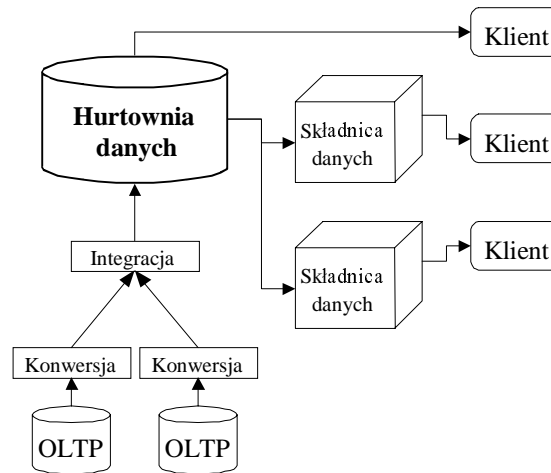 Klient
Hurtownia
danych
Składnica
danych
Klient
Składnica
danych
Klient
Integracja
Konwersja
Konwersja
OLTP
OLTP